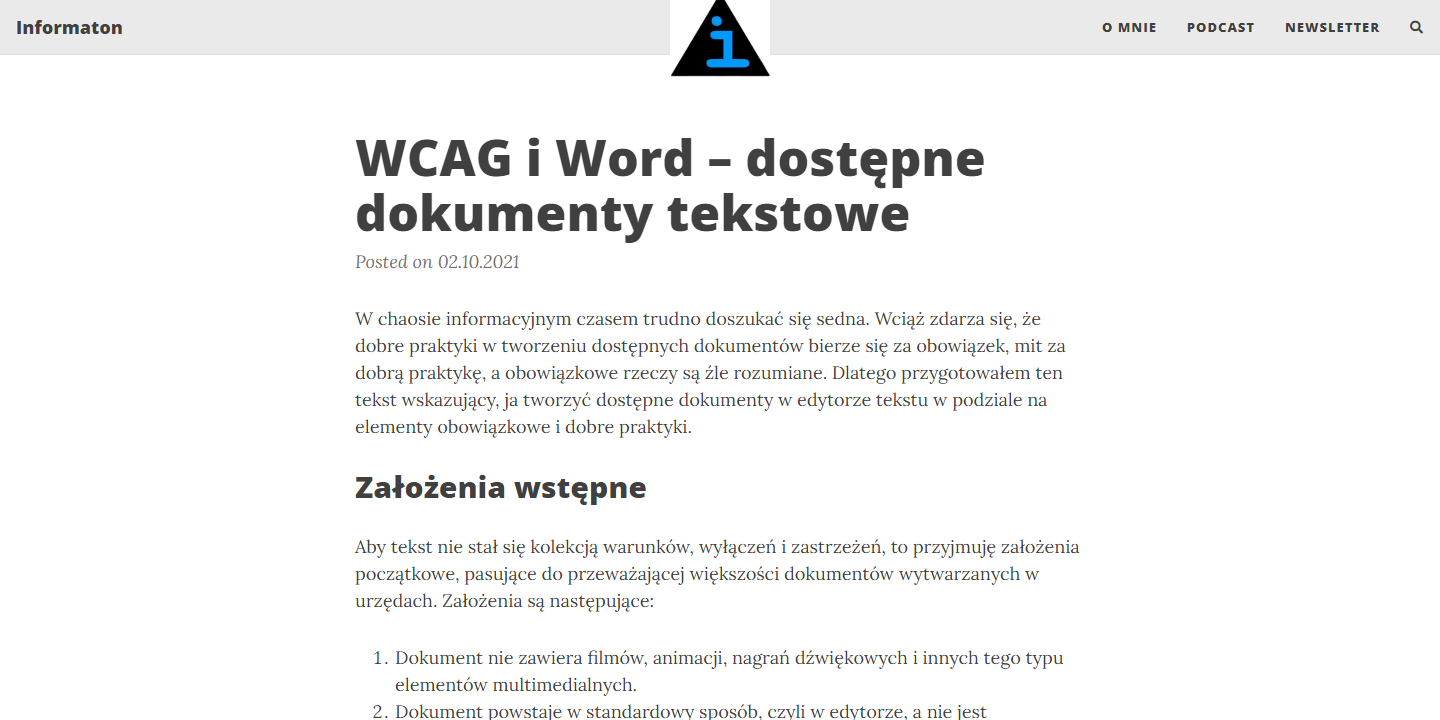 Informaton
i
O MNIE
PODCAST
NEWSLETTER
WCAG i Word – dostępne
dokumenty tekstowe
Posted on 02.10.2021
W chaosie informacyjnym czasem trudno doszukać się sedna. Wciąż zdarza się, że
dobre praktyki w tworzeniu dostępnych dokumentów bierze się za obowiązek, mit za
dobrą praktykę, a obowiązkowe rzeczy są źle rozumiane. Dlatego przygotowałem ten
tekst wskazujący, ja tworzyć dostępne dokumenty w edytorze tekstu w podziale na
elementy obowiązkowe i dobre praktyki.
Założenia wstępne
Aby tekst nie stał się kolekcją warunków, wyłączeń i zastrzeżeń, to przyjmuję założenia
początkowe, pasujące do przeważającej większości dokumentów wytwarzanych w
urzędach. Założenia są następujące:
1. Dokument nie zawiera filmów, animacji, nagrań dźwiękowych i innych tego typu
elementów multimedialnych.
2. Dokument powstaje w standardowy sposób, czyli w edytorze, a nie jest